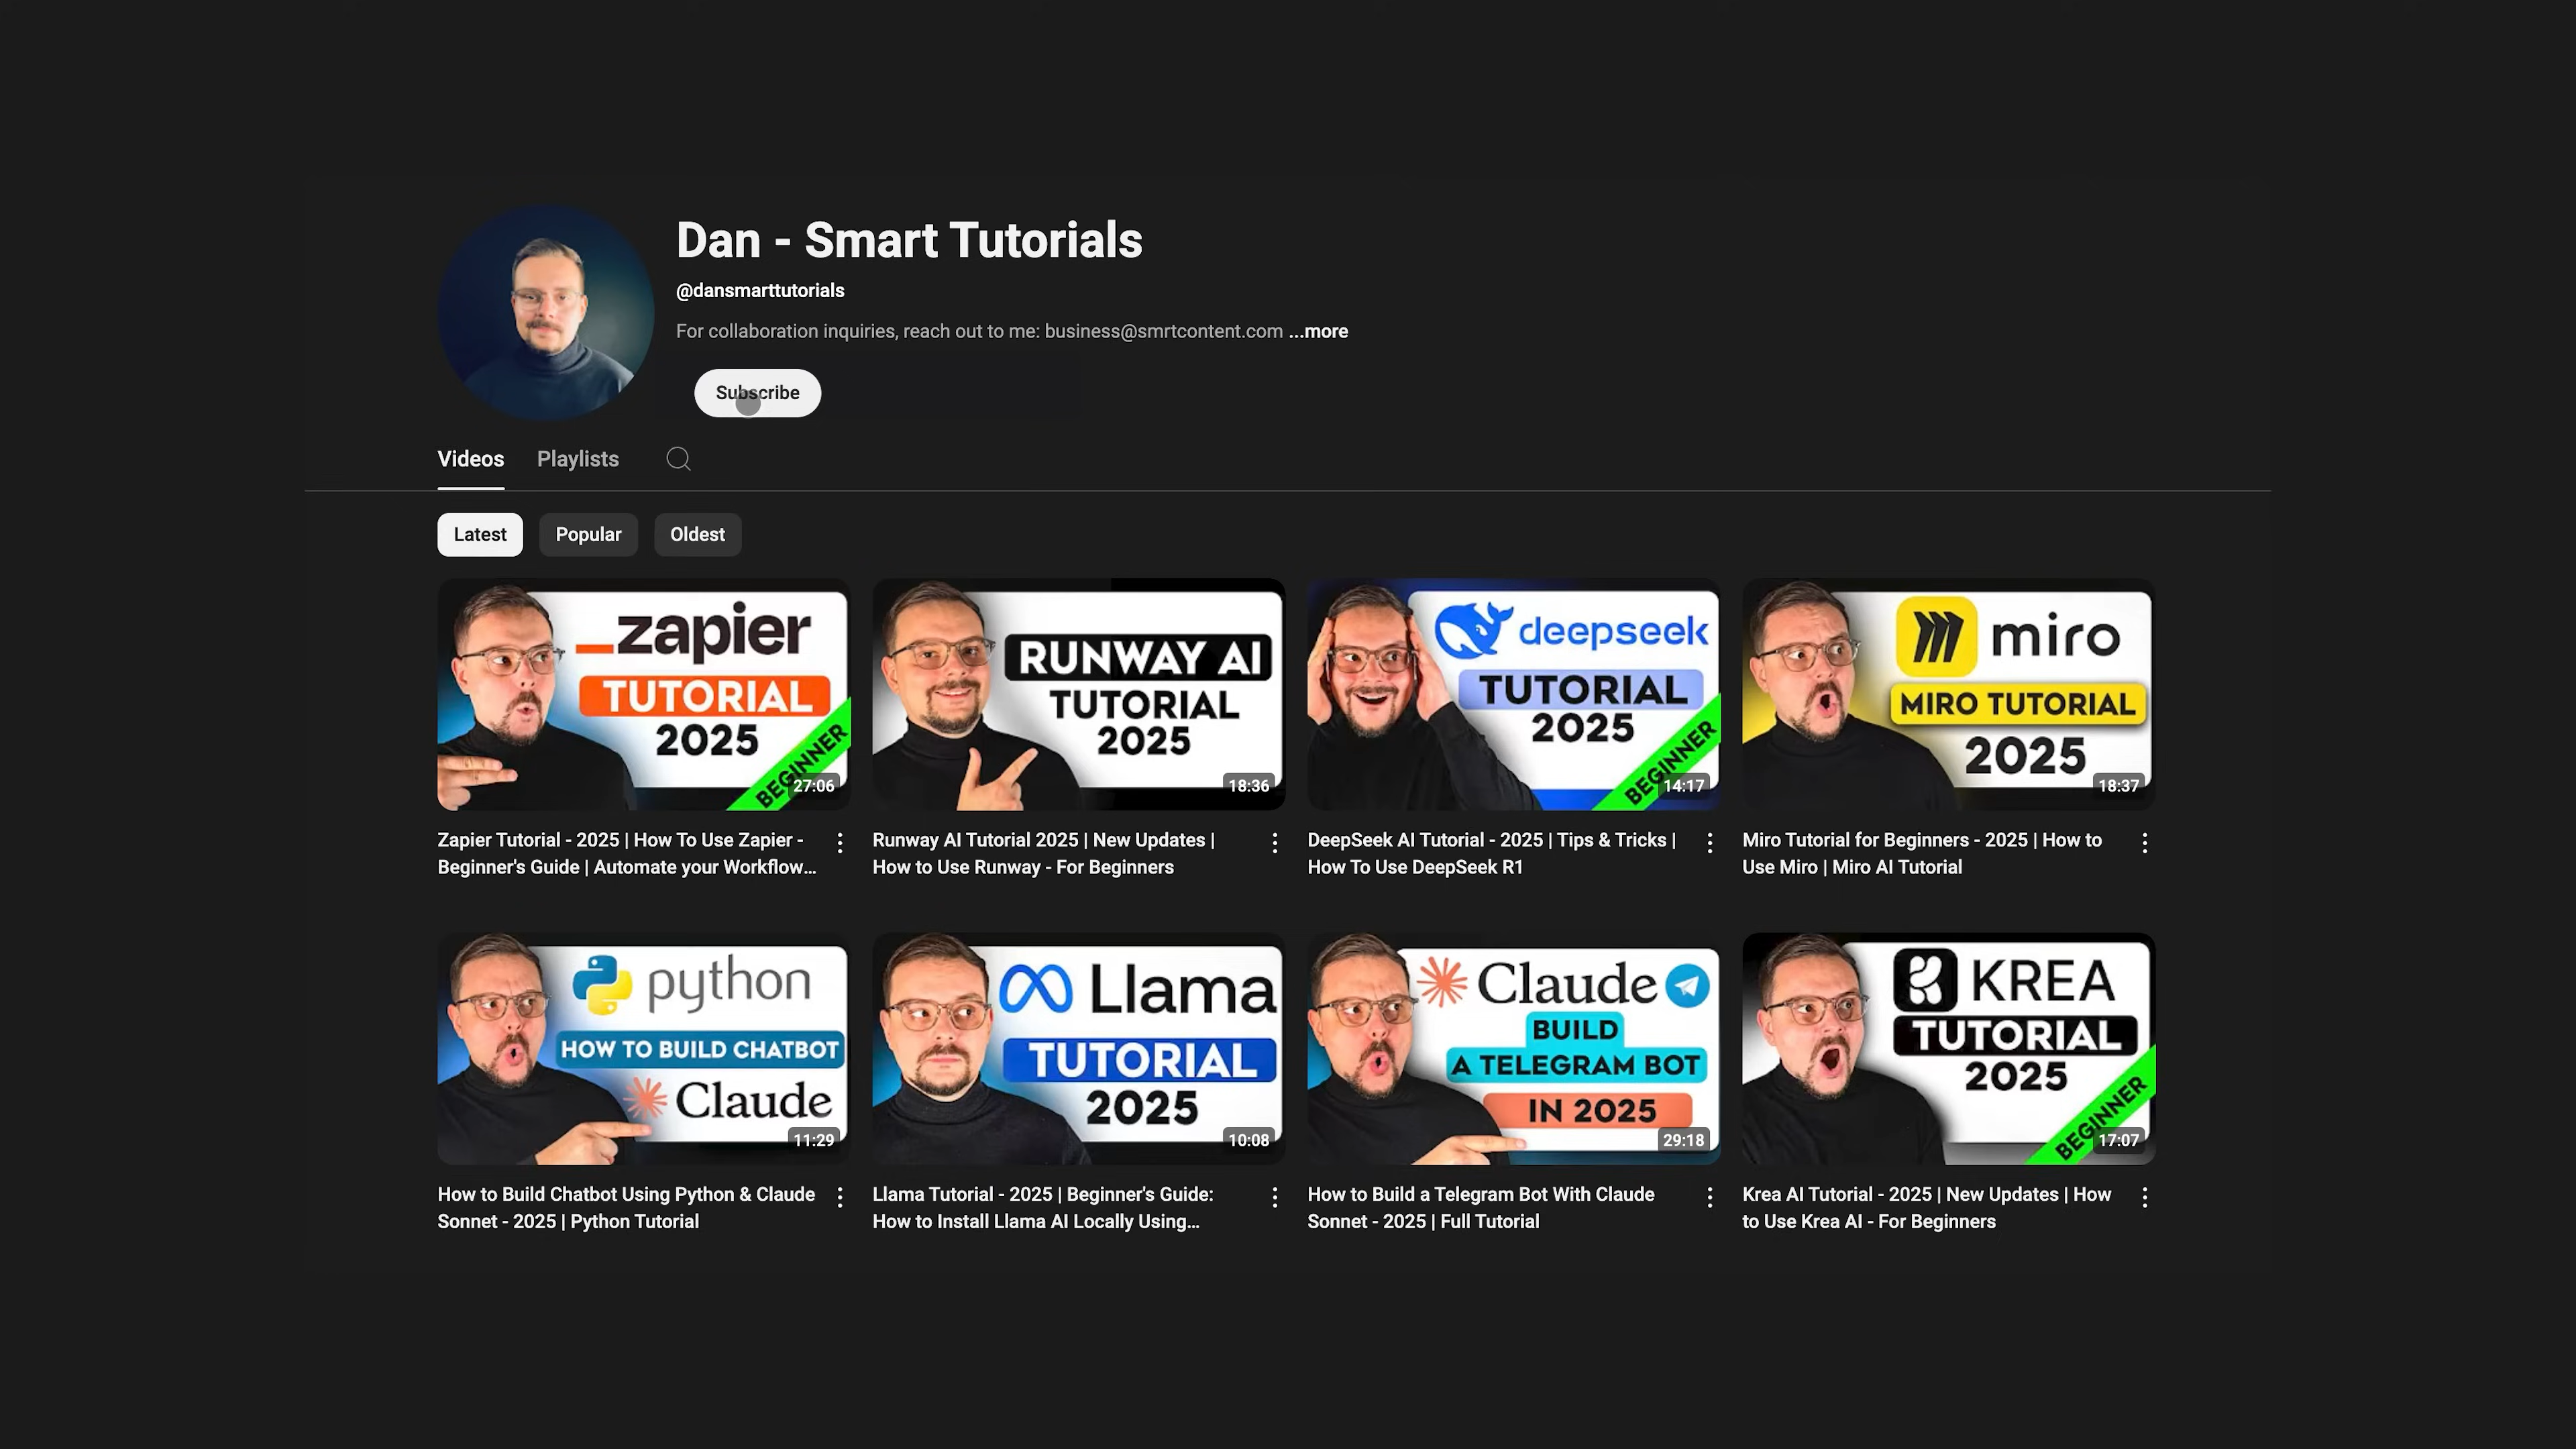 Dan - Smart Tutorials
@dansmarttutorials
For collaboration inquiries, reach out to me: business@smrtcontent.com ...more
Subscribe
Videos
Playlists
Latest
Popular
Oldest
zapier
TUTORIAL
2025
BEGINNER
27:06
RUNWAY AI
TUTORIAL
2025
18:36
deepseek
TUTORIAL
2025
BEGINNER
14:17
miro
MIRO TUTORIAL
2025
18:37
Zapier Tutorial - 2025 | How To Use Zapier -
Beginner's Guide | Automate your Workflow...
Runway AI Tutorial 2025 | New Updates |
How to Use Runway - For Beginners
DeepSeek AI Tutorial - 2025 | Tips & Tricks |
How To Use DeepSeek R1
Miro Tutorial for Beginners - 2025 | How to
Use Miro | Miro AI Tutorial
python
HOW TO BUILD CHATBOT
Claude
11:29
Llama
TUTORIAL
2025
10:08
Claude
BUILD
A TELEGRAM BOT
IN 2025
29:18
KREA
TUTORIAL
2025
BEGINNER
17:07
How to Build Chatbot Using Python & Claude
Sonnet - 2025 | Python Tutorial
Llama Tutorial - 2025 | Beginner's Guide:
How to Install Llama AI Locally Using...
How to Build a Telegram Bot With Claude
Sonnet - 2025 | Full Tutorial
Krea AI Tutorial - 2025 | New Updates | How
to Use Krea AI - For Beginners